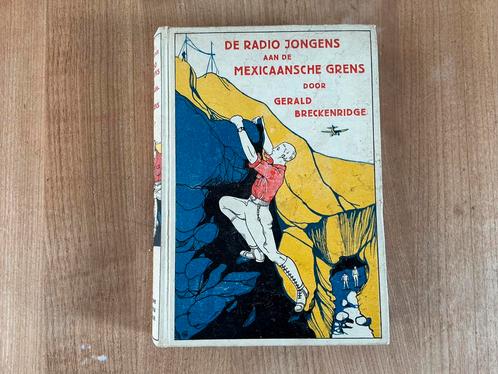 DE RADIO JONGENS
AAN DE
MEXICAANSCHE GRENS
DOOR
GERALD
BRECKENRIDGE